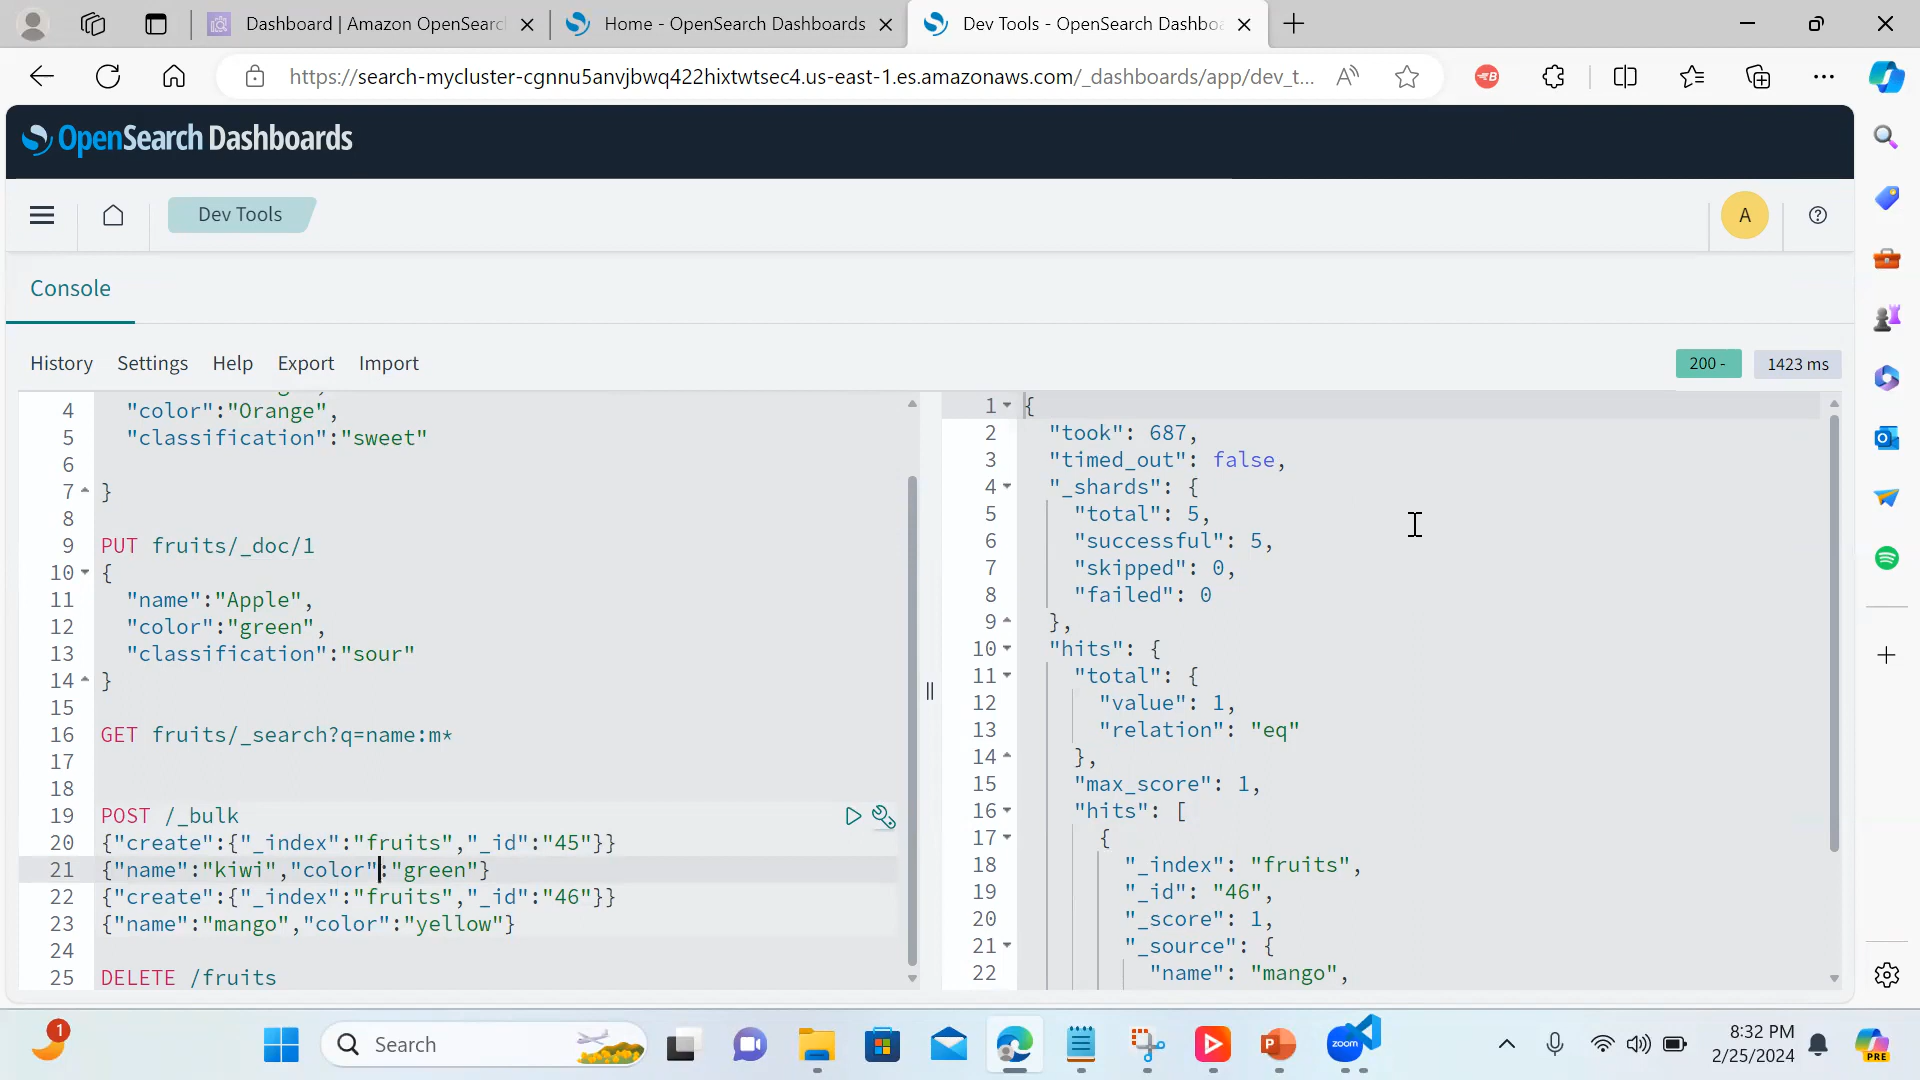 Dashboard | Amazon OpenSearc
Home - OpenSearch Dashboards
Dev Tools - OpenSearch Dashboa
https://search-mycluster-cgnnu5anvjbwq422hixtwtsec4.us-east-1.es.amazonaws.com/_dashboards/app/dev_t...
OpenSearch Dashboards
Dev Tools
A
Console
History Settings Help Export Import
200 -
1423 ms
4 "color":"Orange",
5 "classification":"sweet"
6
7 }
8
9 PUT fruits/_doc/1
10 {
11 "name":"Apple",
12 "color":"green",
13 "classification":"sour"
14 }
15
16 GET fruits/_search?q=name:m*
17
18
19 POST /_bulk
20 {"create":{"_index":"fruits","_id":"45"}}
21 {"name":"kiwi","color":"green"}
22 {"create":{"_index":"fruits","_id":"46"}}
23 {"name":"mango","color":"yellow"}
24
25 DELETE /fruits
1 {
2 "took": 687,
3 "timed_out": false,
4 "_shards": {
5 "total": 5,
6 "successful": 5,
7 "skipped": 0,
8 "failed": 0
9 },
10 "hits": {
11 "total": {
12 "value": 1,
13 "relation": "eq"
14 },
15 "max_score": 1,
16 "hits": [
17 {
18 "_index": "fruits",
19 "_id": "46",
20 "_score": 1,
21 "_source": {
22 "name": "mango",
1
Search
zoom
8:32 PM
2/25/2024
PRE